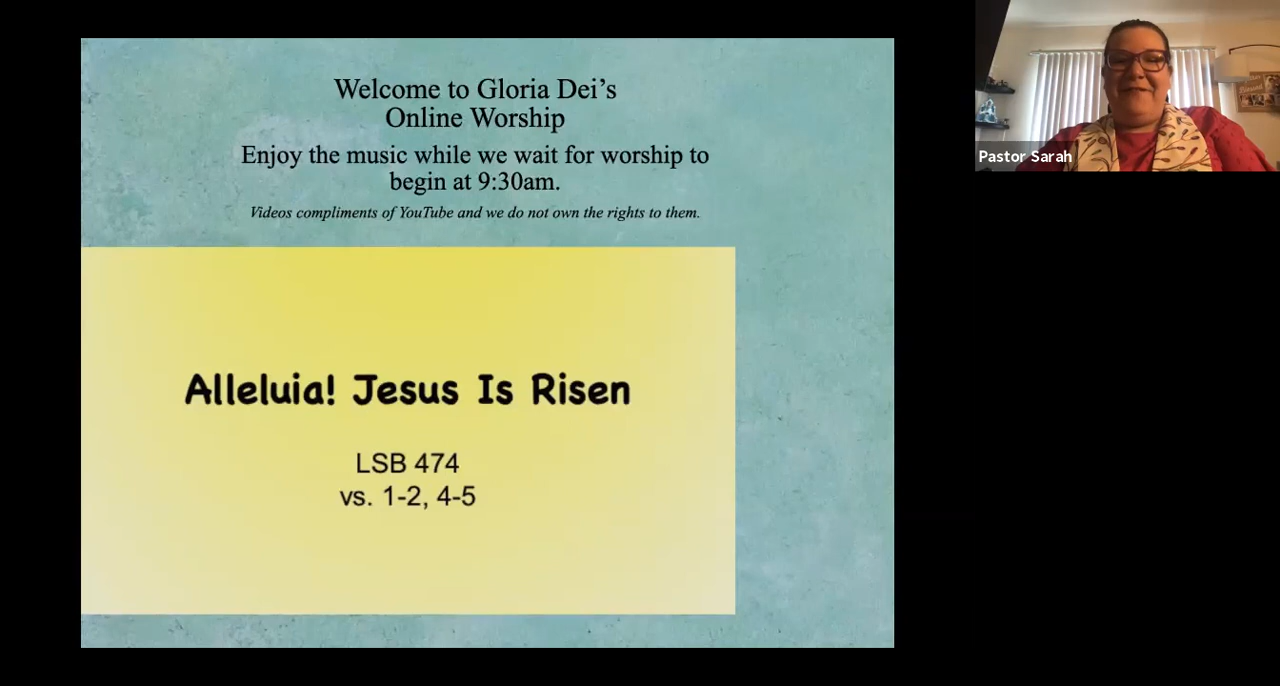 Welcome to Gloria Dei's
Online Worship
Enjoy the music while we wait for worship to
begin at 9:30am.
Videos compliments of YouTube and we do not own the rights to them.
Alleluia! Jesus Is Risen
LSB 474
vs. 1-2, 4-5
Pastor Sarah